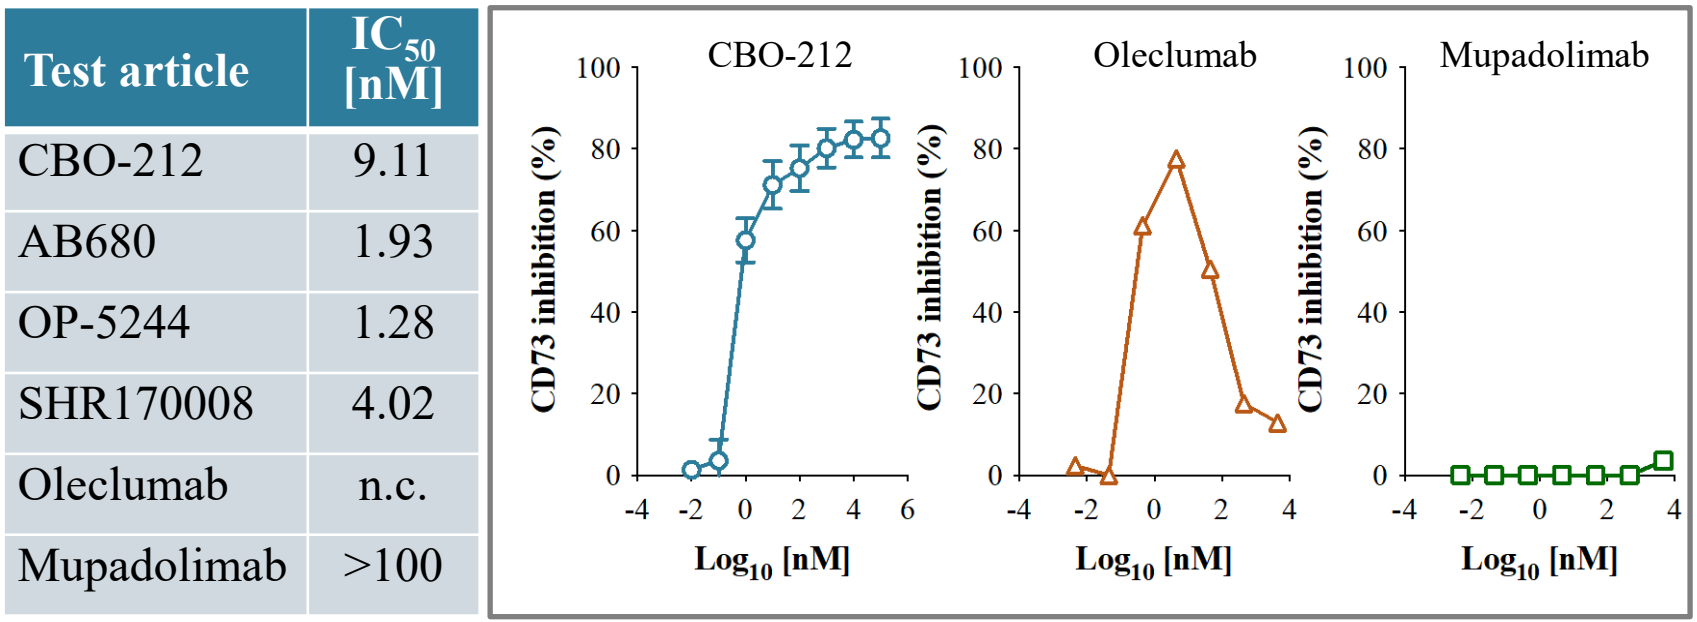 Test article IC50 [nM]
CBO-212 9.11
AB680 1.93
OP-5244 1.28
SHR170008 4.02
Oleclumab n.c.
Mupadolimab >100
CBO-212
CD73 inhibition (%)
100
80
60
40
20
0
-4 -2 0 2 4 6
Log10 [nM]
Oleclumab
CD73 inhibition (%)
100
80
60
40
20
0
-4 -2 0 2 4
Log10 [nM]
Mupadolimab
CD73 inhibition (%)
100
80
60
40
20
0
-4 -2 0 2 4
Log10 [nM]